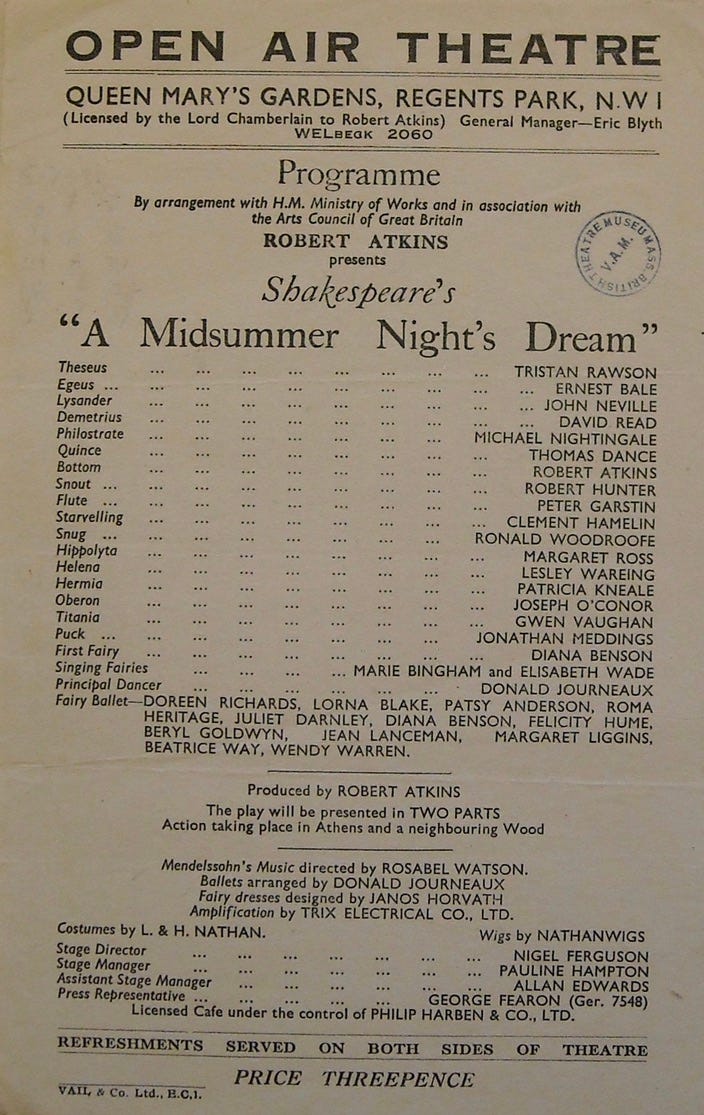 OPEN AIR THEATRE
QUEEN MARY'S GARDENS, REGENTS PARK, N.W 1
(Licensed by the Lord Chamberlain to Robert Atkins) General Manager—Eric Blyth
WELBECK 2060
Programme
By arrangement with H.M. Ministry of Works and in association with
the Arts Council of Great Britain
ROBERT ATKINS
presents
BRITISH THEATRE MUSEUM ASS
V.A.M.
Shakespeare's
"A Midsummer Night's Dream"
Theseus ... ... ... ... ... ... ... ... TRISTAN RAWSON
Egeus ... ... ... ... ... ... ... ... ... ... ERNEST BALE
Lysander ... ... ... ... ... ... ... ... ... JOHN NEVILLE
Demetrius ... ... ... ... ... ... ... ... ... DAVID READ
Philostrate ... ... ... ... ... ... ... MICHAEL NIGHTINGALE
Quince ... ... ... ... ... ... ... ... THOMAS DANCE
Bottom ... ... ... ... ... ... ... ... ROBERT ATKINS
Snout ... ... ... ... ... ... ... ... ... ROBERT HUNTER
Flute ... ... ... ... ... ... ... ... ... PETER GARSTIN
Starvelling ... ... ... ... ... ... ... ... CLEMENT HAMELIN
Snug ... ... ... ... ... ... ... ... RONALD WOODROOFE
Hippolyta ... ... ... ... ... ... ... ... MARGARET ROSS
Helena ... ... ... ... ... ... ... ... LESLEY WAREING
Hermia ... ... ... ... ... ... ... ... PATRICIA KNEALE
Oberon ... ... ... ... ... ... ... ... JOSEPH O'CONOR
Titania ... ... ... ... ... ... ... ... GWEN VAUGHAN
Puck ... ... ... ... ... ... ... ... JONATHAN MEDDINGS
First Fairy ... ... ... ... ... ... ... ... DIANA BENSON
Singing Fairies ... ... ... ... MARIE BINGHAM and ELISABETH WADE
Principal Dancer ... ... ... ... ... ... DONALD JOURNEAUX
Fairy Ballet—DOREEN RICHARDS, LORNA BLAKE, PATSY ANDERSON, ROMA
HERITAGE, JULIET DARNLEY, DIANA BENSON, FELICITY HUME,
BERYL GOLDWYN, JEAN LANCEMAN, MARGARET LIGGINS,
BEATRICE WAY, WENDY WARREN.
Produced by ROBERT ATKINS
The play will be presented in TWO PARTS
Action taking place in Athens and a neighbouring Wood
Mendelssohn's Music directed by ROSABEL WATSON.
Ballets arranged by DONALD JOURNEAUX
Fairy dresses designed by JANOS HORVATH
Amplification by TRIX ELECTRICAL CO., LTD.
Costumes by L. & H. NATHAN. Wigs by NATHANWIGS
Stage Director ... ... ... ... ... ... ... NIGEL FERGUSON
Stage Manager ... ... ... ... ... ... ... PAULINE HAMPTON
Assistant Stage Manager ... ... ... ... ... ... ALLAN EDWARDS
Press Representative ... ... ... ... ... GEORGE FEARON (Ger. 7548)
Licensed Cafe under the control of PHILIP HARBEN & CO., LTD.
REFRESHMENTS SERVED ON BOTH SIDES OF THEATRE
PRICE THREEPENCE
VAIL & Co. Ltd., E.C.1.